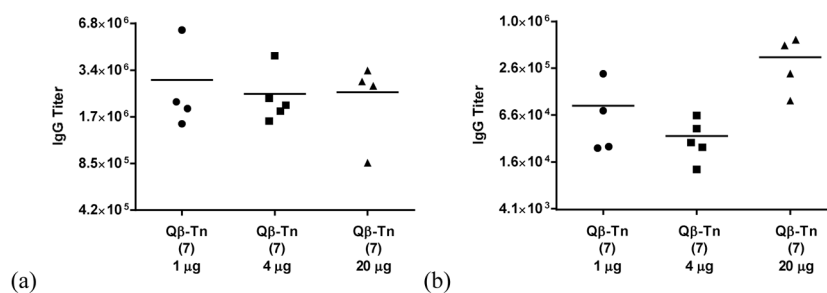 6.8×10⁶
3.4×10⁶
1.7×10⁶
8.5×10⁵
4.2×10⁵
IgG Titer
Qβ-Tn Qβ-Tn Qβ-Tn
(7) (7) (7)
1 μg 4 μg 20 μg
(a)
1.0×10⁶
2.6×10⁵
6.6×10⁴
1.6×10⁴
4.1×10³
IgG Titer
Qβ-Tn Qβ-Tn Qβ-Tn
(7) (7) (7)
1 μg 4 μg 20 μg
(b)